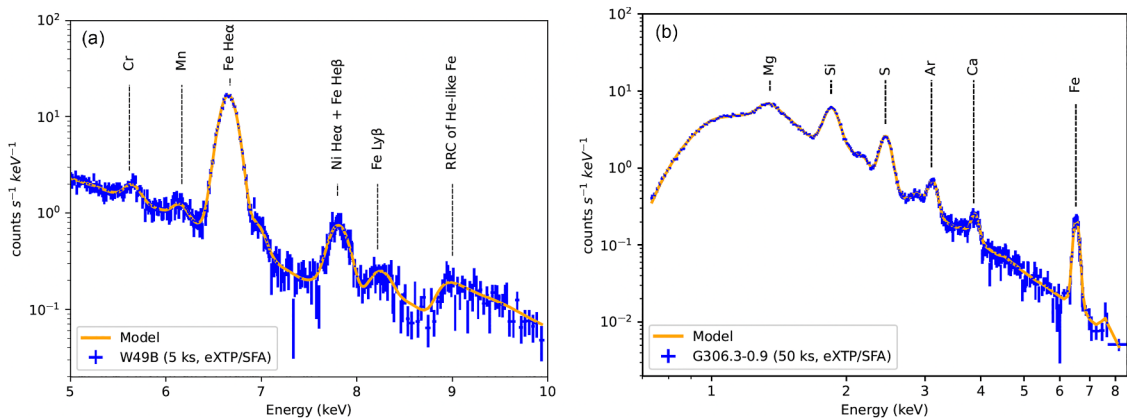 (a)
Cr
Mn
Fe Heα
Ni Heα + Fe Heβ
Fe Lyβ
RRC of He-like Fe
10²
10¹
10⁰
10⁻¹
counts s⁻¹ keV⁻¹
Model
W49B (5 ks, eXTP/SFA)
5 6 7 8 9 10
Energy (keV)
(b)
Mg
Si
S
Ar
Ca
Fe
10²
10¹
10⁰
10⁻¹
10⁻²
counts s⁻¹ keV⁻¹
Model
G306.3-0.9 (50 ks, eXTP/SFA)
1 2 3 4 5 6 7 8
Energy (keV)